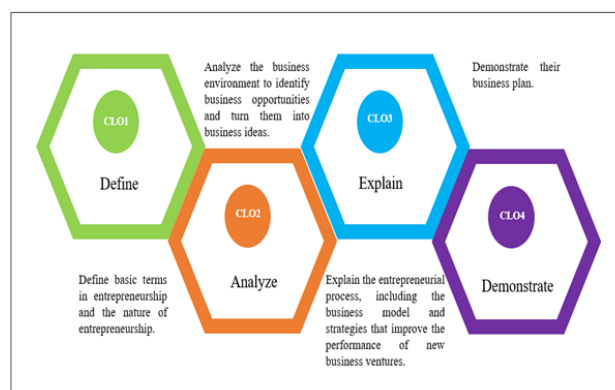 CLO1
Define
Define basic terms
in entrepreneurship
and the nature of
entrepreneurship.
Analyze the business
environment to identify
business opportunities
and turn them into
business ideas.
CLO2
Analyze
CLO3
Explain
Explain the entrepreneurial
process, including the
business model and
strategies that improve the
performance of new
business ventures.
Demonstrate their
business plan.
CLO4
Demonstrate